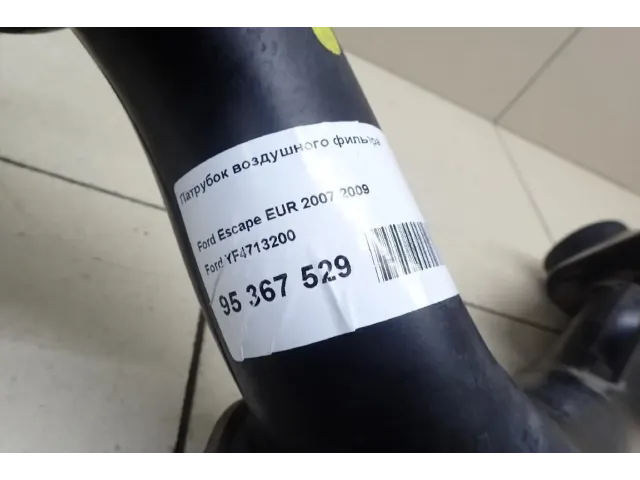 Патрубок воздушного фильтра
Ford Escape EUR 2007-2009
Ford YF4713200
95 367 529